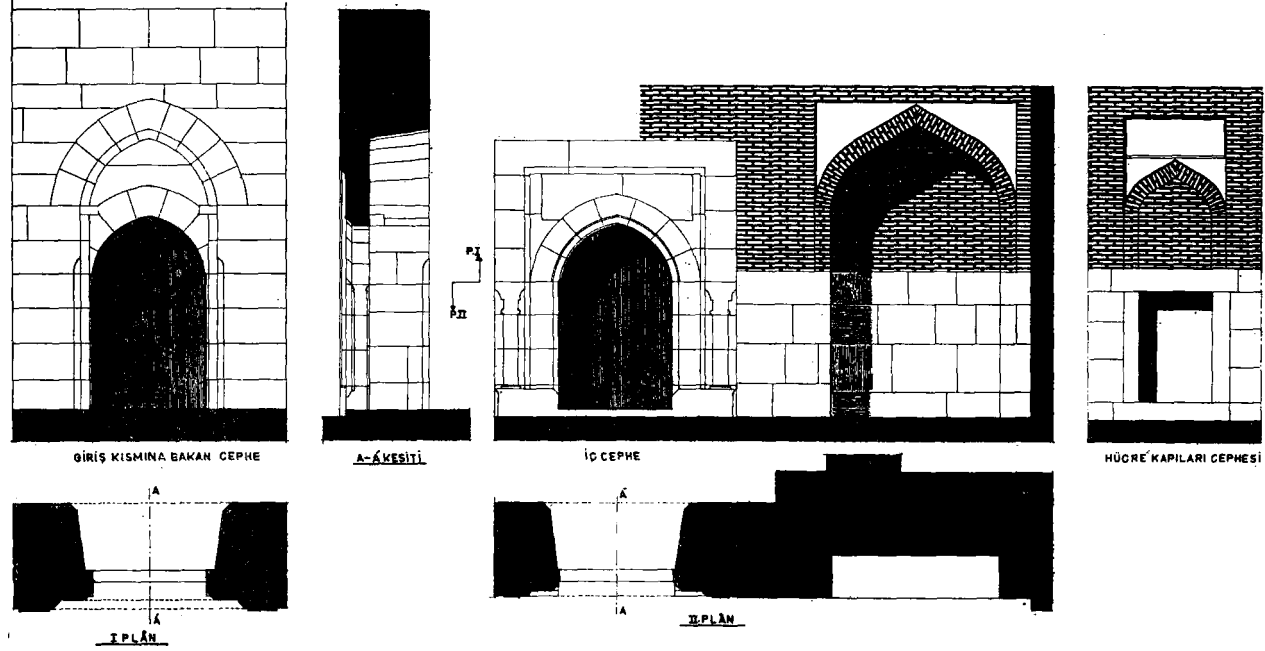 P.I
P.II
GİRİŞ KISMINA BAKAN CEPHE
A-Á KESİTİ
İÇ CEPHE
HÜCRE KAPILARI CEPHESİ
A
Á
Á
A
I PLÂN
II. PLÂN